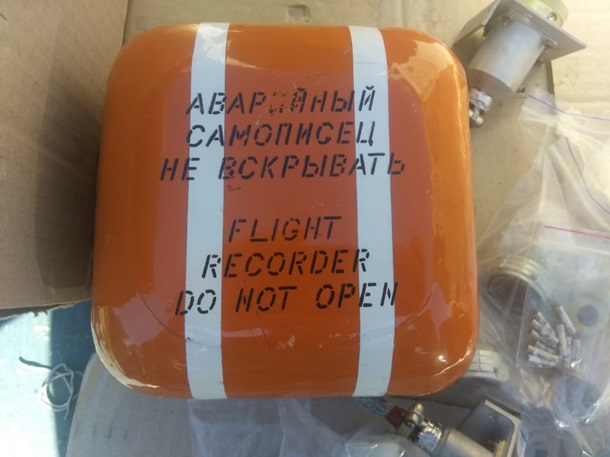 АВАРИЙНЫЙ
САМОПИСЕЦ
НЕ ВСКРЫВАТЬ
FLIGHT
RECORDER
DO NOT OPEN